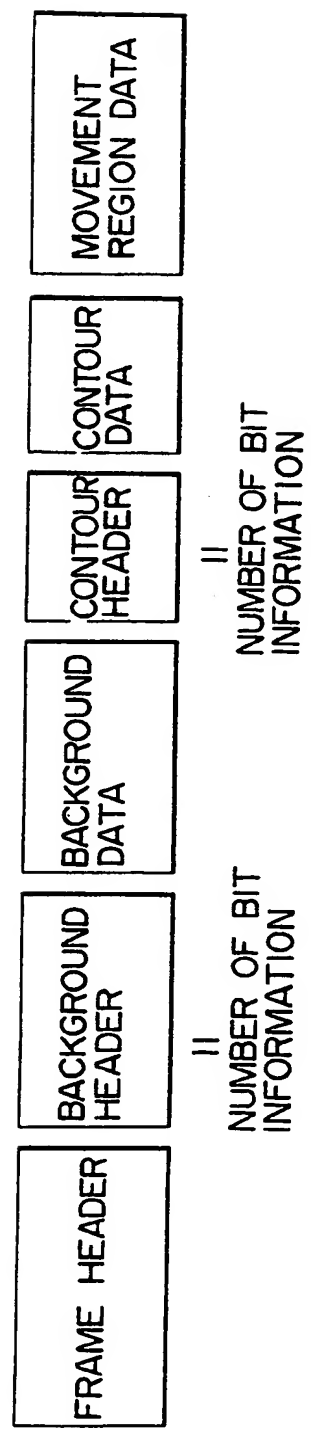 FRAME HEADER
BACKGROUND
HEADER
BACKGROUND
DATA
CONTOUR
HEADER
CONTOUR
DATA
MOVEMENT
REGION DATA
=
NUMBER OF BIT
INFORMATION
=
NUMBER OF BIT
INFORMATION